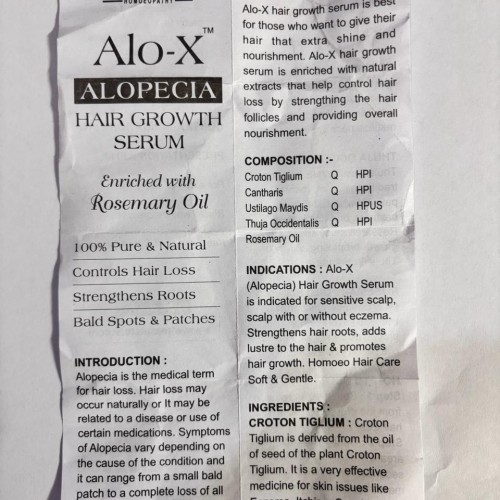 HOMOEOPATHY
Alo-X™
ALOPECIA
HAIR GROWTH
SERUM
Enriched with
Rosemary Oil
100% Pure & Natural
Controls Hair Loss
Strengthens Roots
Bald Spots & Patches
INTRODUCTION :
Alopecia is the medical term
for hair loss. Hair loss may
occur naturally or It may be
related to a disease or use of
certain medications. Symptoms
of Alopecia vary depending on
the cause of the condition and
it can range from a small bald
patch to a complete loss of all
Alo-X hair growth serum is best
for those who want to give their
hair that extra shine and
nourishment. Alo-X hair growth
serum is enriched with natural
extracts that help control hair
loss by strengthing the hair
follicles and providing overall
nourishment.
COMPOSITION :-
Croton Tiglium Q HPI
Cantharis Q HPI
Ustilago Maydis Q HPUS
Thuja Occidentalis Q HPI
Rosemary Oil
INDICATIONS : Alo-X
(Alopecia) Hair Growth Serum
is indicated for sensitive scalp,
scalp with or without eczema.
Strengthens hair roots, adds
lustre to the hair & promotes
hair growth. Homoeo Hair Care
Soft & Gentle.
INGREDIENTS :
CROTON TIGLIUM : Croton
Tiglium is derived from the oil
of seed of the plant Croton
Tiglium. It is a very effective
medicine for skin issues like